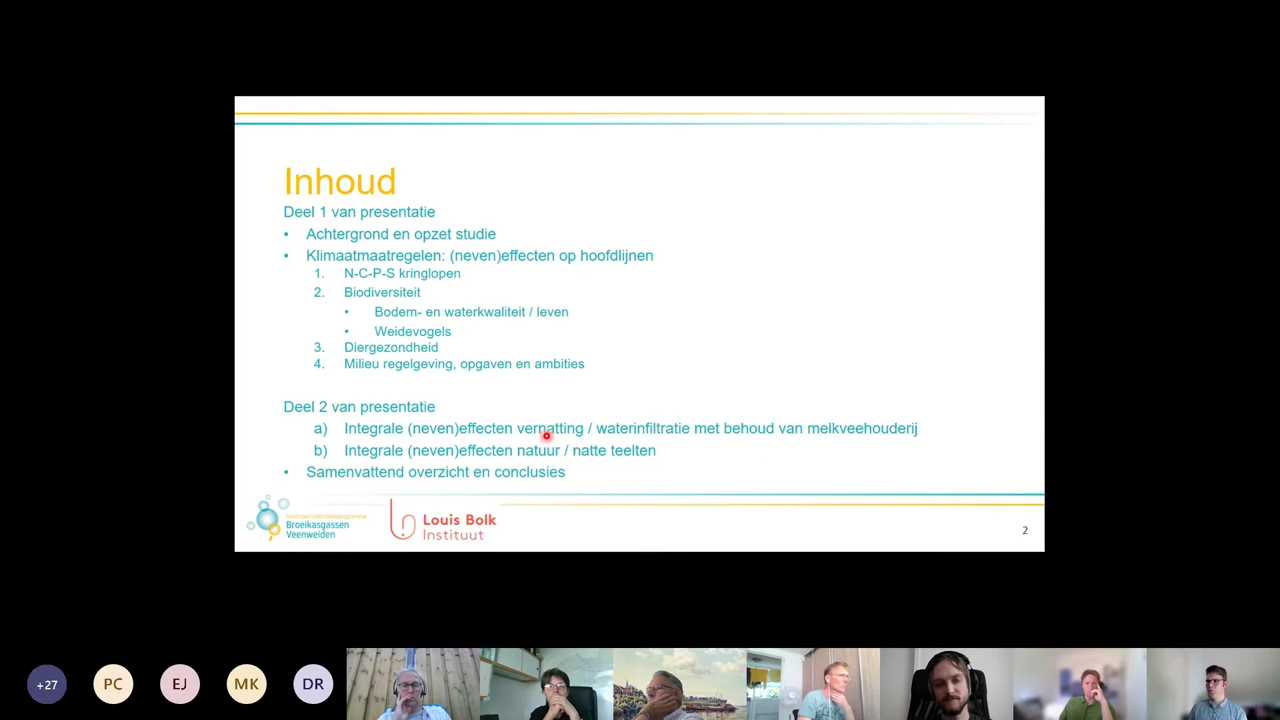 Inhoud
Deel 1 van presentatie
• Achtergrond en opzet studie
• Klimaatmaatregelen: (neven)effecten op hoofdlijnen
1. N-C-P-S kringlopen
2. Biodiversiteit
• Bodem- en waterkwaliteit / leven
• Weidevogels
3. Diergezondheid
4. Milieu regelgeving, opgaven en ambities
Deel 2 van presentatie
a) Integrale (neven)effecten vernatting / waterinfiltratie met behoud van melkveehouderij
b) Integrale (neven)effecten natuur / natte teelten
• Samenvattend overzicht en conclusies
Broeikasgassen
Veenweiden
Louis Bolk
Instituut
2
+27
PC
EJ
MK
DR